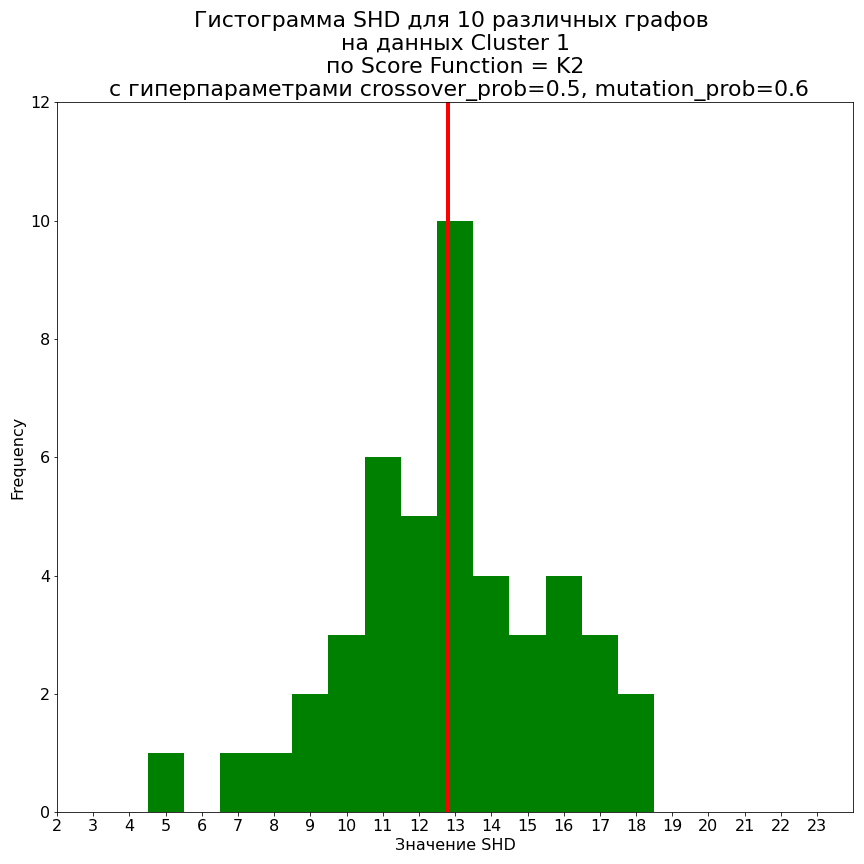 Гистограмма SHD для 10 различных графов
на данных Cluster 1
по Score Function = K2
с гиперпараметрами crossover_prob=0.5, mutation_prob=0.6
12
10
8
6
4
2
0
Frequency
2 3 4 5 6 7 8 9 10 11 12 13 14 15 16 17 18 19 20 21 22 23
Значение SHD